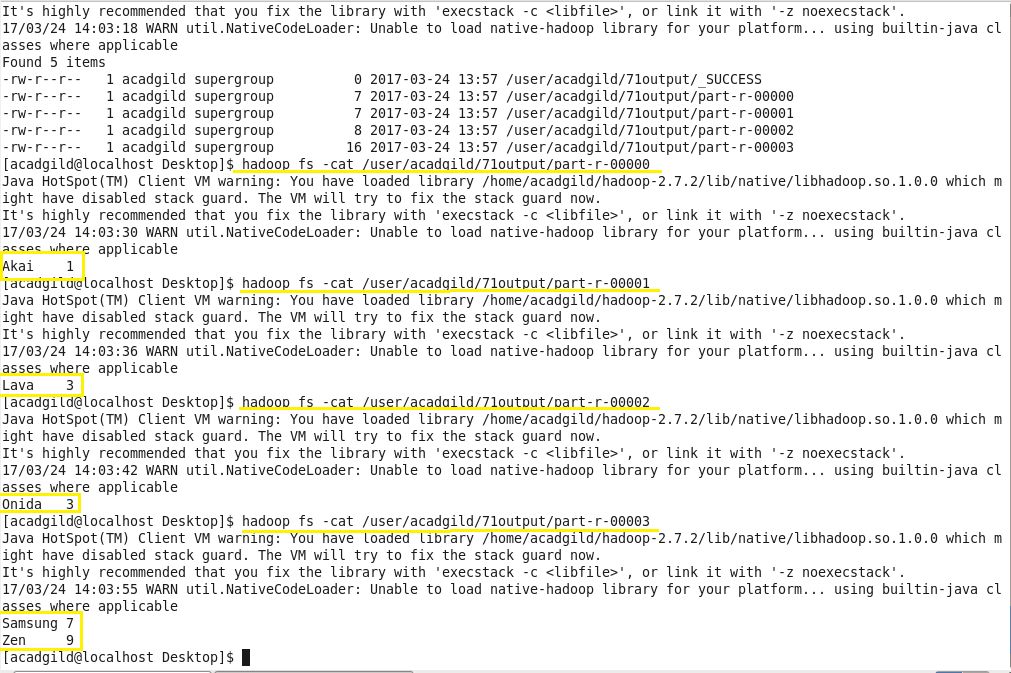 It's highly recommended that you fix the library with 'execstack -c <libfile>', or link it with '-z noexecstack'.
17/03/24 14:03:18 WARN util.NativeCodeLoader: Unable to load native-hadoop library for your platform... using builtin-java cl
asses where applicable
Found 5 items
-rw-r--r--   1 acadgild supergroup          0 2017-03-24 13:57 /user/acadgild/71output/_SUCCESS
-rw-r--r--   1 acadgild supergroup          7 2017-03-24 13:57 /user/acadgild/71output/part-r-00000
-rw-r--r--   1 acadgild supergroup          7 2017-03-24 13:57 /user/acadgild/71output/part-r-00001
-rw-r--r--   1 acadgild supergroup          8 2017-03-24 13:57 /user/acadgild/71output/part-r-00002
-rw-r--r--   1 acadgild supergroup         16 2017-03-24 13:57 /user/acadgild/71output/part-r-00003
[acadgild@localhost Desktop]$ hadoop fs -cat /user/acadgild/71output/part-r-00000
Java HotSpot(TM) Client VM warning: You have loaded library /home/acadgild/hadoop-2.7.2/lib/native/libhadoop.so.1.0.0 which m
ight have disabled stack guard. The VM will try to fix the stack guard now.
It's highly recommended that you fix the library with 'execstack -c <libfile>', or link it with '-z noexecstack'.
17/03/24 14:03:30 WARN util.NativeCodeLoader: Unable to load native-hadoop library for your platform... using builtin-java cl
asses where applicable
Akai    1
[acadgild@localhost Desktop]$ hadoop fs -cat /user/acadgild/71output/part-r-00001
Java HotSpot(TM) Client VM warning: You have loaded library /home/acadgild/hadoop-2.7.2/lib/native/libhadoop.so.1.0.0 which m
ight have disabled stack guard. The VM will try to fix the stack guard now.
It's highly recommended that you fix the library with 'execstack -c <libfile>', or link it with '-z noexecstack'.
17/03/24 14:03:36 WARN util.NativeCodeLoader: Unable to load native-hadoop library for your platform... using builtin-java cl
asses where applicable
Lava    3
[acadgild@localhost Desktop]$ hadoop fs -cat /user/acadgild/71output/part-r-00002
Java HotSpot(TM) Client VM warning: You have loaded library /home/acadgild/hadoop-2.7.2/lib/native/libhadoop.so.1.0.0 which m
ight have disabled stack guard. The VM will try to fix the stack guard now.
It's highly recommended that you fix the library with 'execstack -c <libfile>', or link it with '-z noexecstack'.
17/03/24 14:03:42 WARN util.NativeCodeLoader: Unable to load native-hadoop library for your platform... using builtin-java cl
asses where applicable
Onida   3
[acadgild@localhost Desktop]$ hadoop fs -cat /user/acadgild/71output/part-r-00003
Java HotSpot(TM) Client VM warning: You have loaded library /home/acadgild/hadoop-2.7.2/lib/native/libhadoop.so.1.0.0 which m
ight have disabled stack guard. The VM will try to fix the stack guard now.
It's highly recommended that you fix the library with 'execstack -c <libfile>', or link it with '-z noexecstack'.
17/03/24 14:03:55 WARN util.NativeCodeLoader: Unable to load native-hadoop library for your platform... using builtin-java cl
asses where applicable
Samsung 7
Zen     9
[acadgild@localhost Desktop]$